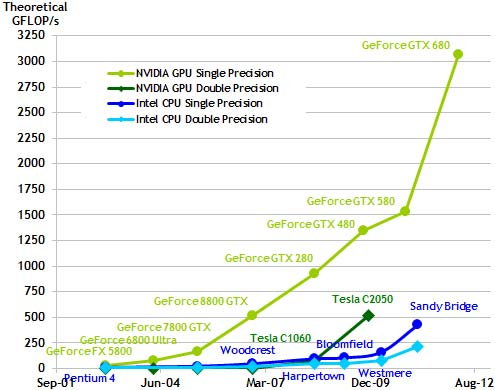 Theoretical
GFLOP/s
3250
3000
2750
2500
2250
2000
1750
1500
1250
1000
750
500
250
0
GeForce GTX 680
NVIDIA GPU Single Precision
NVIDIA GPU Double Precision
Intel CPU Single Precision
Intel CPU Double Precision
GeForce GTX 580
GeForce GTX 480
GeForce GTX 280
GeForce 8800 GTX
Tesla C2050
Sandy Bridge
GeForce 7800 GTX
GeForce 6800 Ultra
GeForce FX 5800
Tesla C1060
Woodcrest
Bloomfield
Pentium 4
Harpertown
Westmere
Sep-01
Jun-04
Mar-07
Dec-09
Aug-12